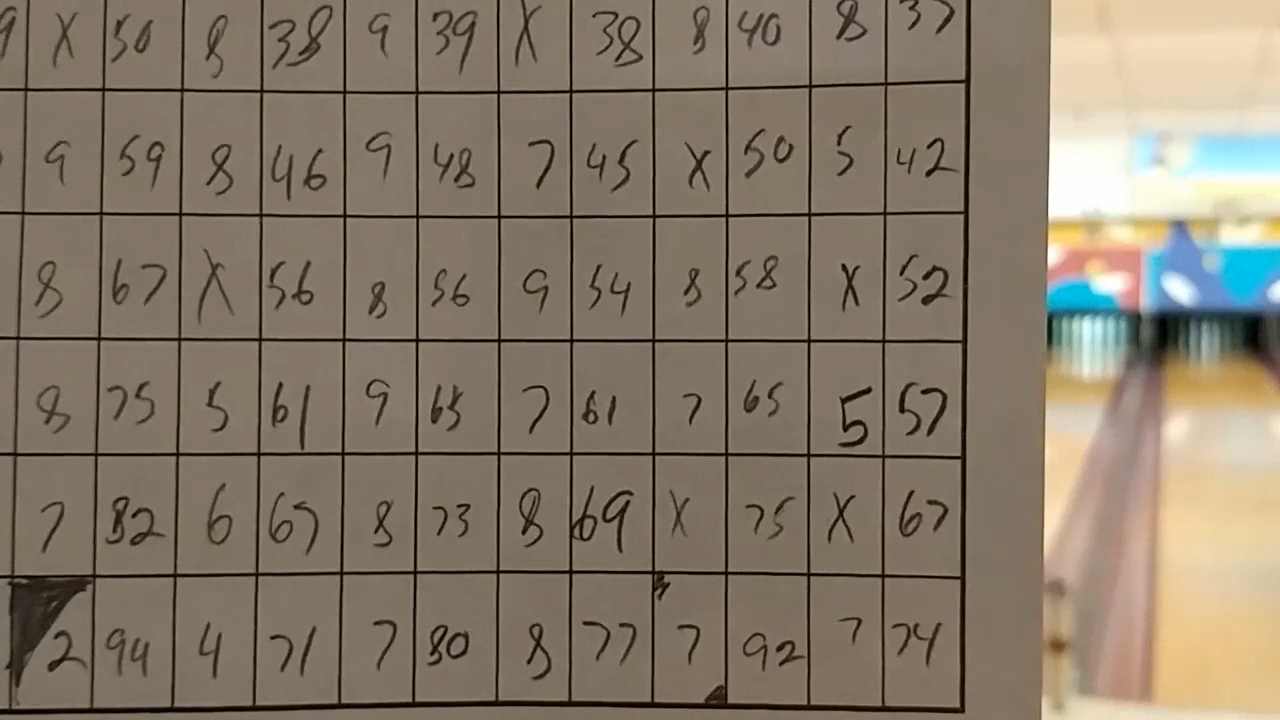 9 X 50 8 38 9 39 X 38 8 40 8 37
9 59 8 46 9 48 7 45 X 50 5 42
8 67 X 56 8 56 9 54 8 58 X 52
8 75 5 61 9 65 7 61 7 65 5 57
7 82 6 67 8 73 8 69 X 75 X 67
2 94 4 71 7 80 8 77 7 92 7 74